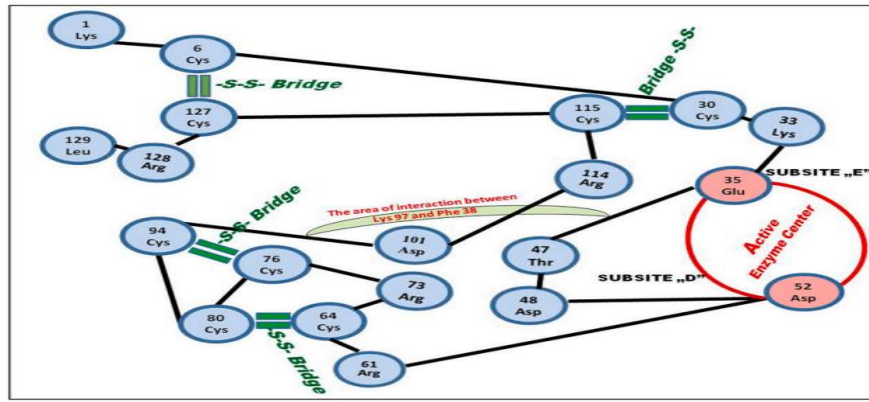 1
Lys
6
Cys
-S-S- Bridge
127
Cys
129
Leu
128
Arg
Bridge -S-S-
115
Cys
30
Cys
33
Lys
114
Arg
35
Glu
SUBSITE „E”
The area of interaction between
Lys 97 and Phe 38
Active
Enzyme Center
94
Cys
-S-S- Bridge
76
Cys
101
Asp
47
Thr
73
Arg
48
Asp
SUBSITE „D”
52
Asp
80
Cys
64
Cys
-S-S- Bridge
61
Arg